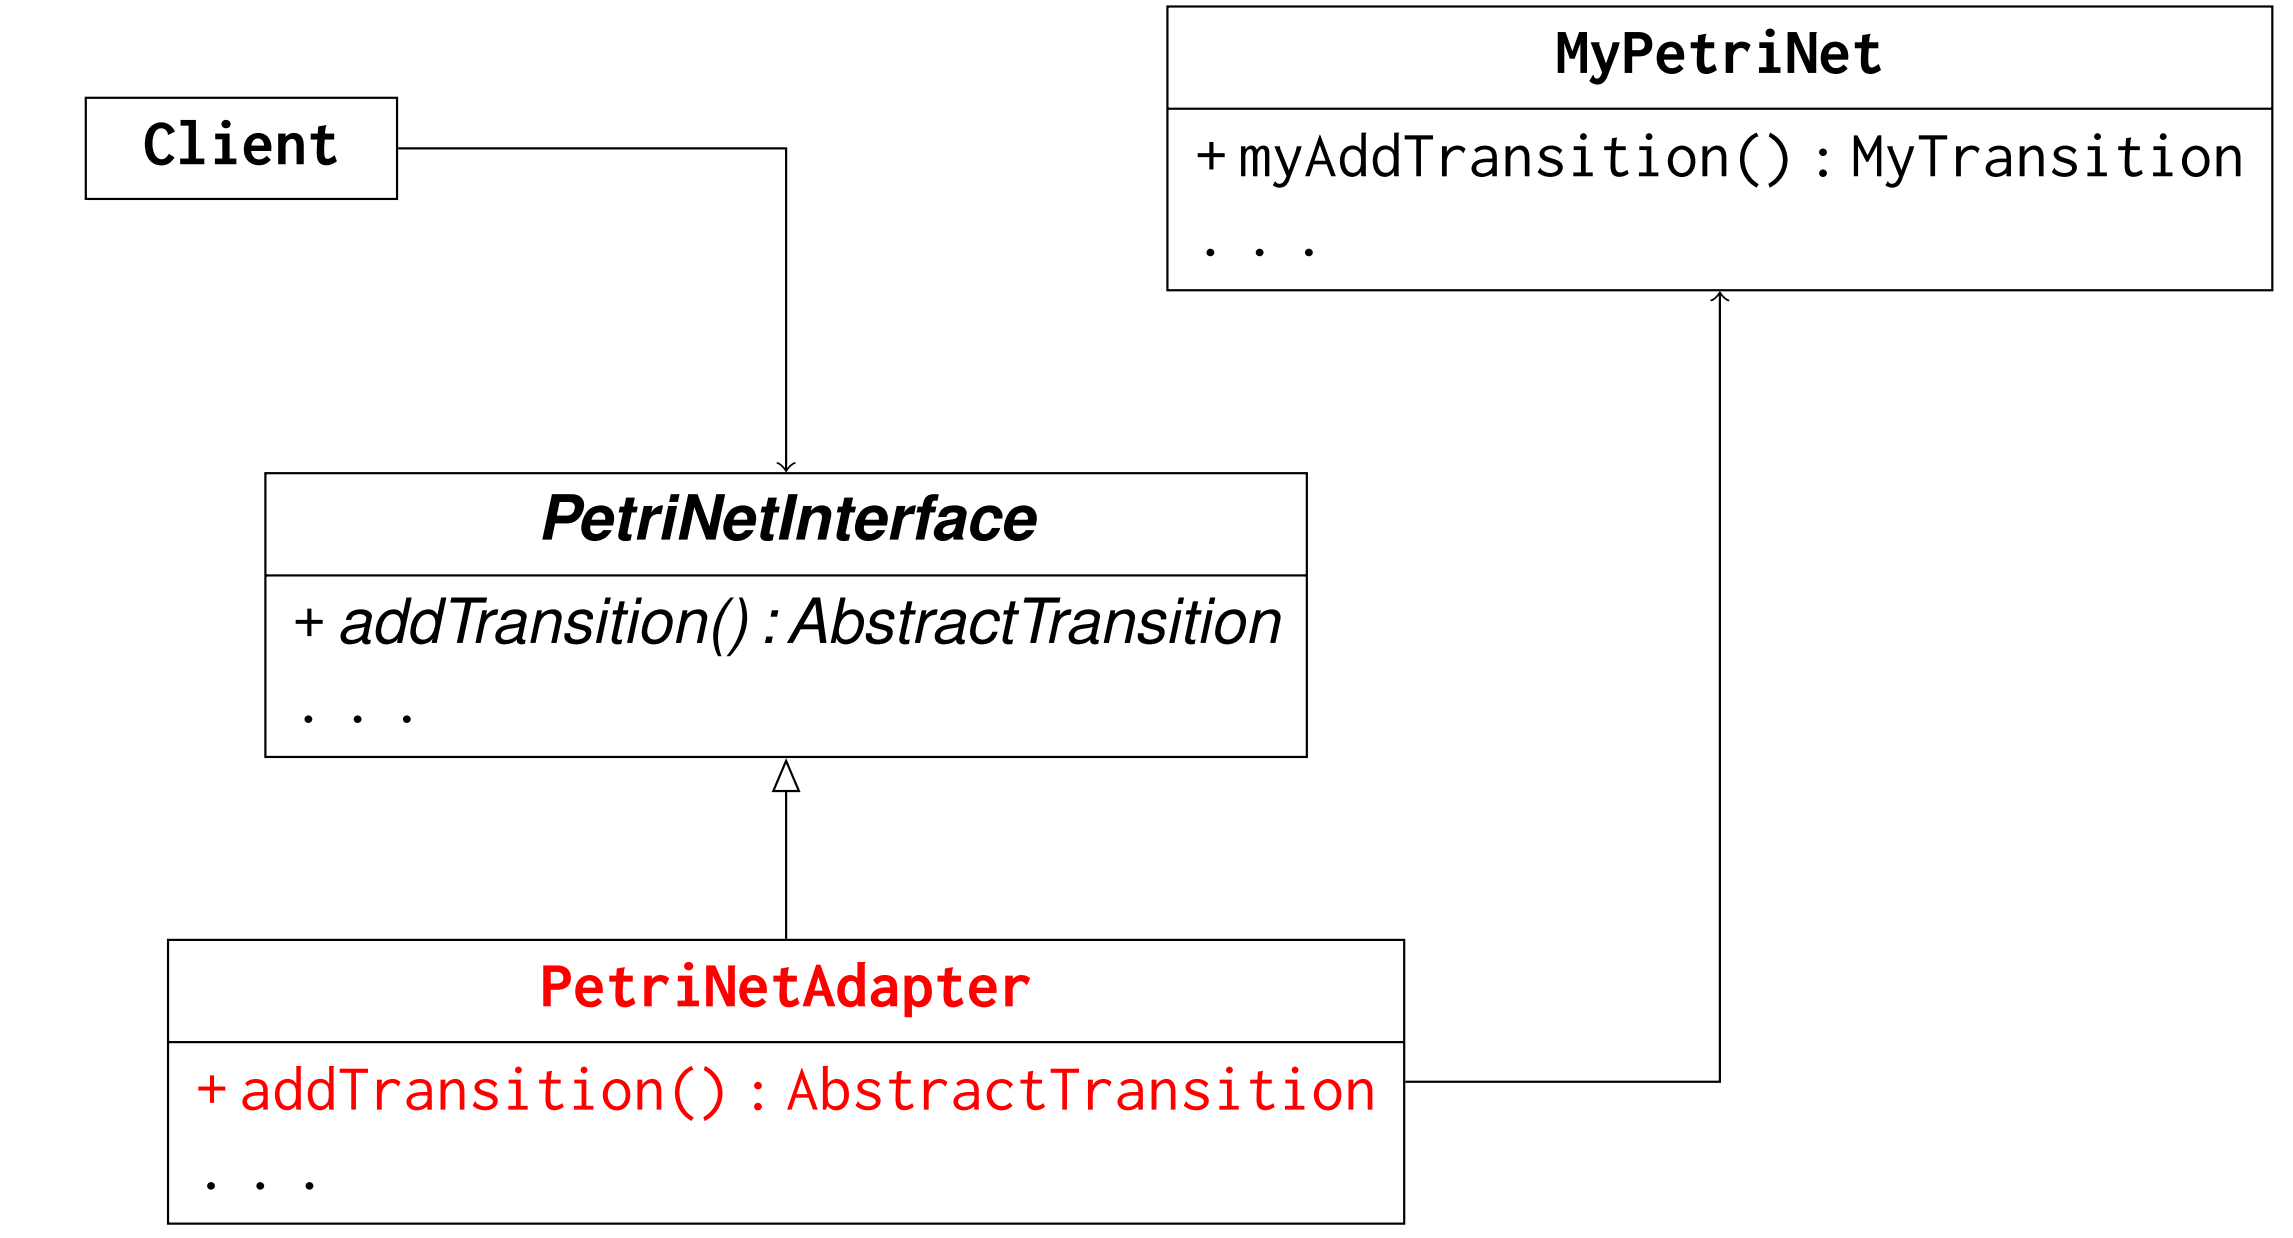 MyPetriNet
Client
+ myAddTransition() : MyTransition
. . .
PetriNetInterface
+ addTransition() : AbstractTransition
. . .
PetriNetAdapter
+ addTransition() : AbstractTransition
. . .